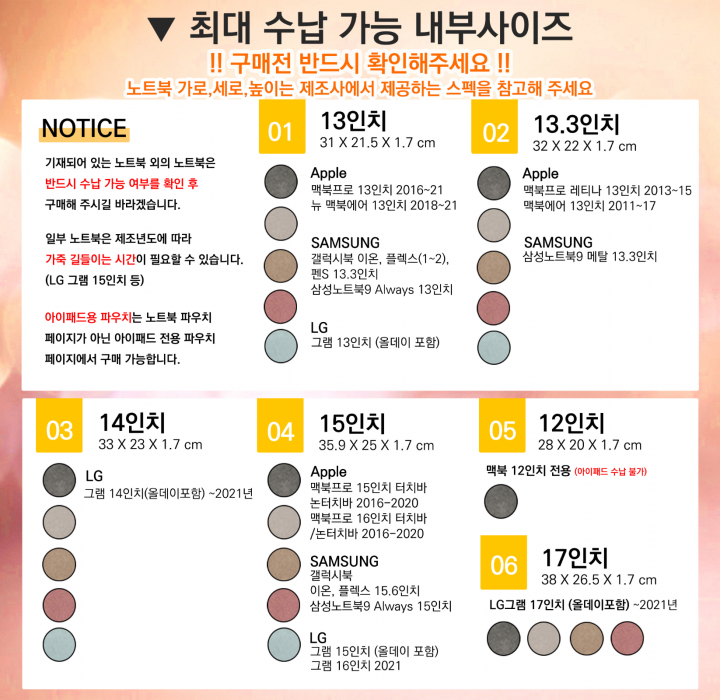 ▼ 최대 수납 가능 내부사이즈
!! 구매전 반드시 확인해주세요 !!
노트북 가로,세로,높이는 제조사에서 제공하는 스펙을 참고해 주세요
NOTICE
기재되어 있는 노트북 외의 노트북은
반드시 수납 가능 여부를 확인 후
구매해 주시길 바라겠습니다.
일부 노트북은 제조년도에 따라
가죽 길들이는 시간이 필요할 수 있습니다.
(LG 그램 15인치 등)
아이패드용 파우치는 노트북 파우치
페이지가 아닌 아이패드 전용 파우치
페이지에서 구매 가능합니다.
01
13인치
31 X 21.5 X 1.7 cm
Apple
맥북프로 13인치 2016~21
뉴 맥북에어 13인치 2018~21
SAMSUNG
갤럭시북 이온, 플렉스(1~2),
펜S 13.3인치
삼성노트북9 Always 13인치
LG
그램 13인치 (올데이 포함)
02
13.3인치
32 X 22 X 1.7 cm
Apple
맥북프로 레티나 13인치 2013~15
맥북에어 13인치 2011~17
SAMSUNG
삼성노트북9 메탈 13.3인치
03
14인치
33 X 23 X 1.7 cm
LG
그램 14인치(올데이포함) ~2021년
04
15인치
35.9 X 25 X 1.7 cm
Apple
맥북프로 15인치 터치바
논터치바 2016-2020
맥북프로 16인치 터치바
/논터치바 2016-2020
SAMSUNG
갤럭시북
이온, 플렉스 15.6인치
삼성노트북9 Always 15인치
LG
그램 15인치 (올데이 포함)
그램 16인치 2021
05
12인치
28 X 20 X 1.7 cm
맥북 12인치 전용 (아이패드 수납 불가)
06
17인치
38 X 26.5 X 1.7 cm
LG그램 17인치 (올데이포함) ~2021년